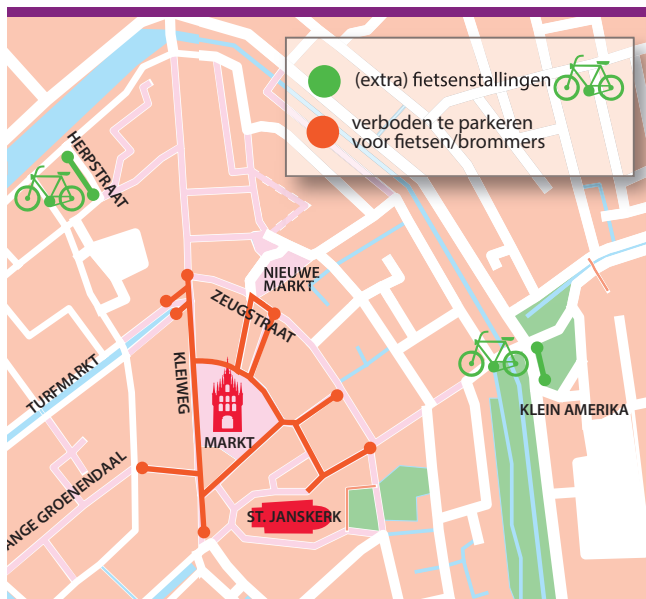 (extra) fietsenstallingen
verboden te parkeren
voor fietsen/brommers
HERPSTRAAT
NIEUWE
MARKT
ZEUGSTRAAT
KLEIWEG
TURFMARKT
MARKT
KLEIN AMERIKA
ANGE GROENENDAAL
ST. JANSKERK